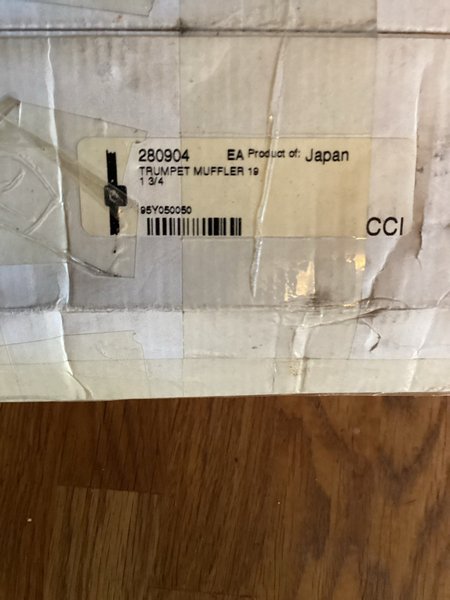 280904 EA Product of: Japan
TRUMPET MUFFLER 19
1 3/4
95Y050050
CCI